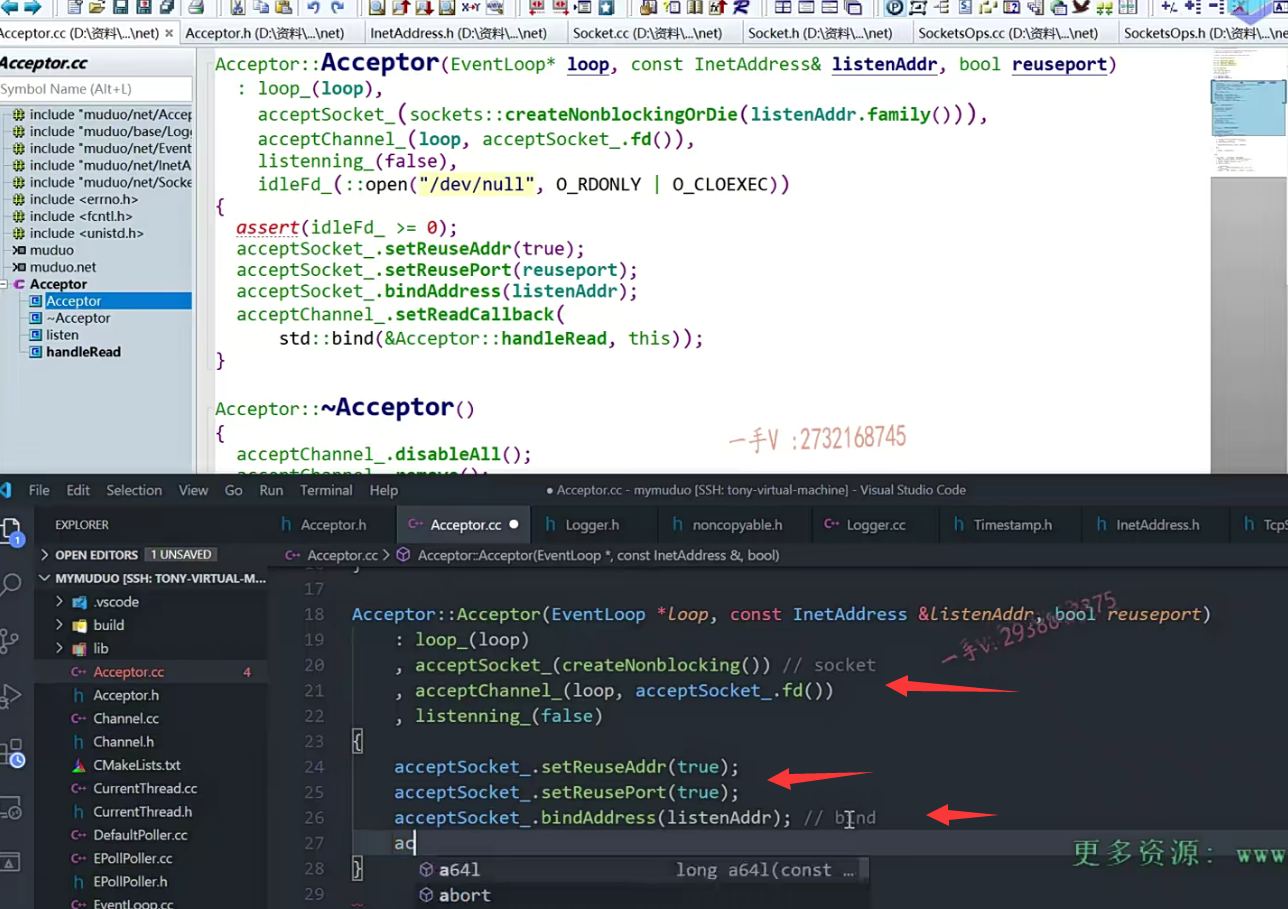 Acceptor.cc (D:\资料\...\net)
Acceptor.h (D:\资料\...\net)
InetAddress.h (D:\资料\...\net)
Socket.cc (D:\资料\...\net)
Socket.h (D:\资料\...\net)
SocketsOps.cc (D:\资料\...\net)
SocketsOps.h (D:\资料\...\ne
Acceptor.cc
Symbol Name (Alt+L)
include "muduo/net/Accep
include "muduo/base/Logg
include "muduo/net/Event
include "muduo/net/InetA
include "muduo/net/Socke
include <errno.h>
include <fcntl.h>
include <unistd.h>
muduo
muduo.net
Acceptor
Acceptor
~Acceptor
listen
handleRead
Acceptor::Acceptor(EventLoop* loop, const InetAddress& listenAddr, bool reuseport)
: loop_(loop),
acceptSocket_(sockets::createNonblockingOrDie(listenAddr.family())),
acceptChannel_(loop, acceptSocket_.fd()),
listenning_(false),
idleFd_(::open("/dev/null", O_RDONLY | O_CLOEXEC))
{
assert(idleFd_ >= 0);
acceptSocket_.setReuseAddr(true);
acceptSocket_.setReusePort(reuseport);
acceptSocket_.bindAddress(listenAddr);
acceptChannel_.setReadCallback(
std::bind(&Acceptor::handleRead, this));
}
Acceptor::~Acceptor()
{
acceptChannel_.disableAll();
一手V :2732168745
File Edit Selection View Go Run Terminal Help
● Acceptor.cc - mymuduo [SSH: tony-virtual-machine] - Visual Studio Code
EXPLORER
OPEN EDITORS 1 UNSAVED
MYMUDUO [SSH: TONY-VIRTUAL-M...
.vscode
build
lib
Acceptor.cc 4
Acceptor.h
Channel.cc
Channel.h
CMakeLists.txt
CurrentThread.cc
CurrentThread.h
DefaultPoller.cc
EPollPoller.cc
EPollPoller.h
EventLoop.cc
Acceptor.h
Acceptor.cc ●
Logger.h
noncopyable.h
Logger.cc
Timestamp.h
InetAddress.h
TcpS
Acceptor.cc > Acceptor::Acceptor(EventLoop *, const InetAddress &, bool)
17
18 Acceptor::Acceptor(EventLoop *loop, const InetAddress &listenAddr, bool reuseport)
19 : loop_(loop)
20 , acceptSocket_(createNonblocking()) // socket
21 , acceptChannel_(loop, acceptSocket_.fd())
22 , listenning_(false)
23 {
24 acceptSocket_.setReuseAddr(true);
25 acceptSocket_.setReusePort(true);
26 acceptSocket_.bindAddress(listenAddr); // bind
27 ac
28 }
29
a64l long a64l(const ...
abort
更多资源: www